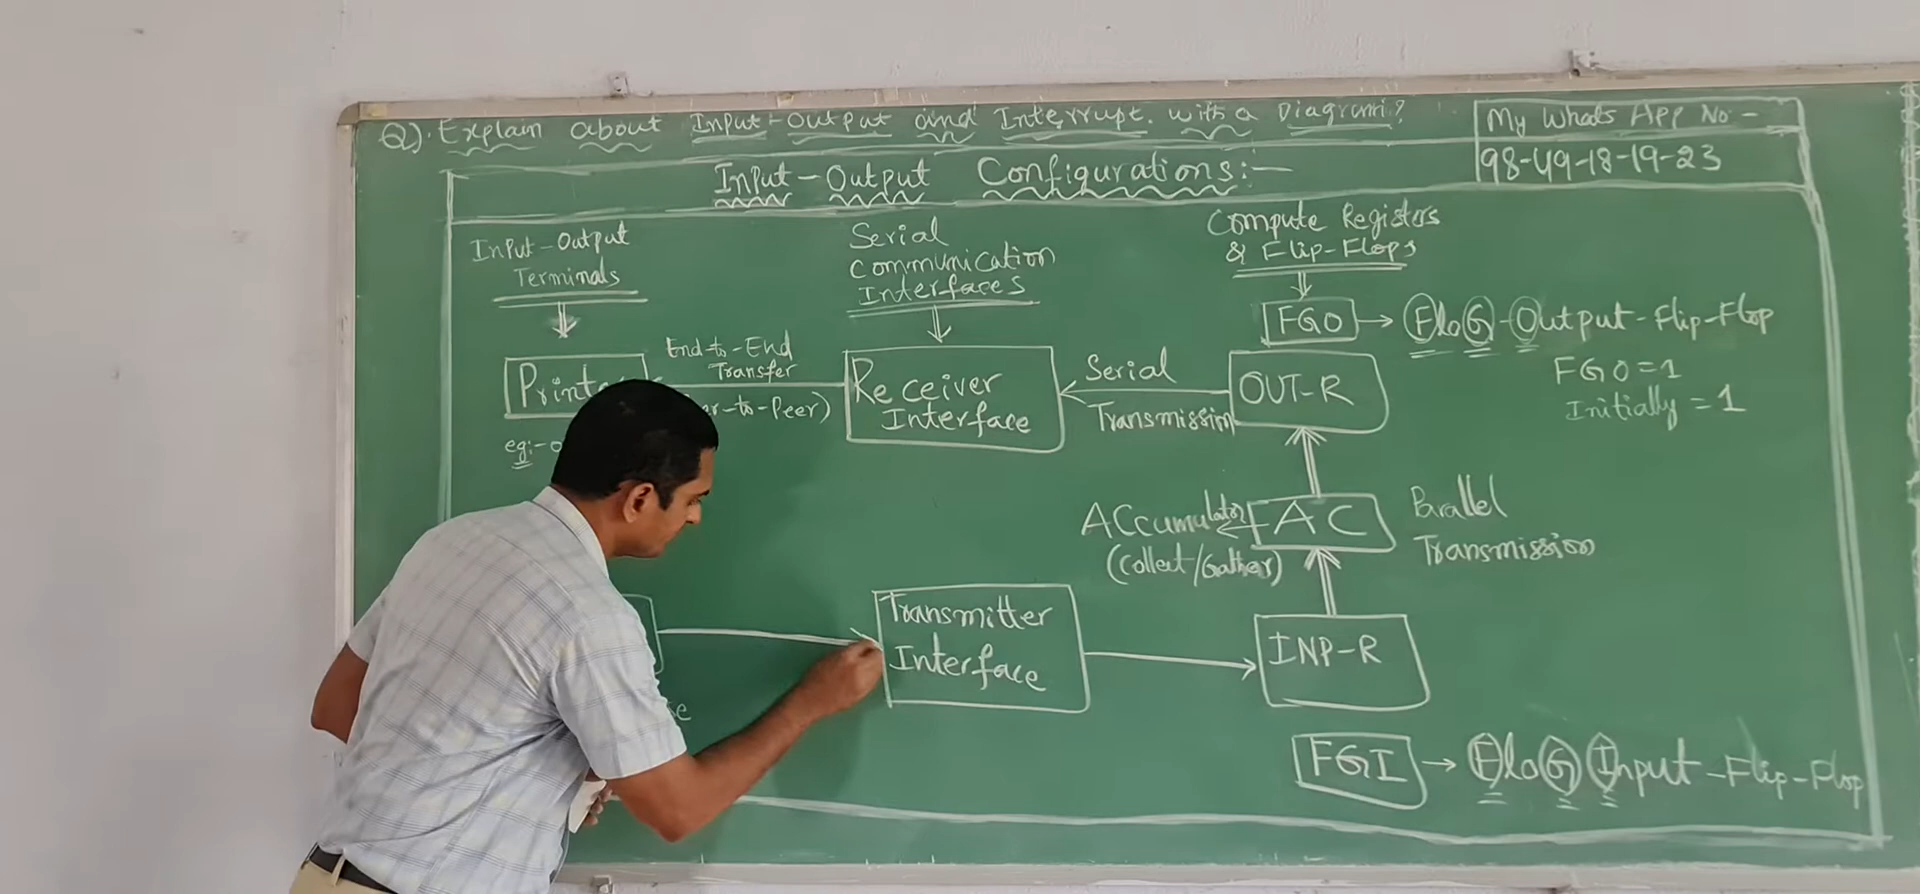 Q). Explain about Input-Output and Interrupt. with a Diagram?
My Whats App No -
98-49-18-19-23
Input-Output Configurations:-
Input-Output
Terminals
Serial
Communication
Interfaces
Compute Registers
& Flip-Flops
FGO → FlaG-Output-Flip-Flop
FGO=1
Initially = 1
End-to-End
Transfer
-to-Peer)
eg:-
Receiver
Interface
Serial
Transmission
OUT-R
Accumulator
(Collect/Gather)
AC
Parallel
Transmission
Transmitter
Interface
INP-R
FGI → FlaG Input-Flip-Flop